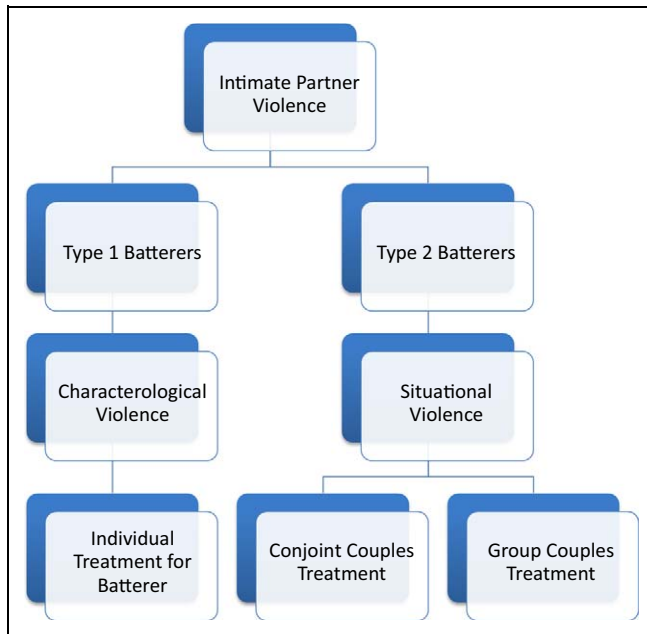 Intimate Partner
Violence
Type 1 Batterers
Type 2 Batterers
Characterological
Violence
Situational
Violence
Individual
Treatment for
Batterer
Conjoint Couples
Treatment
Group Couples
Treatment